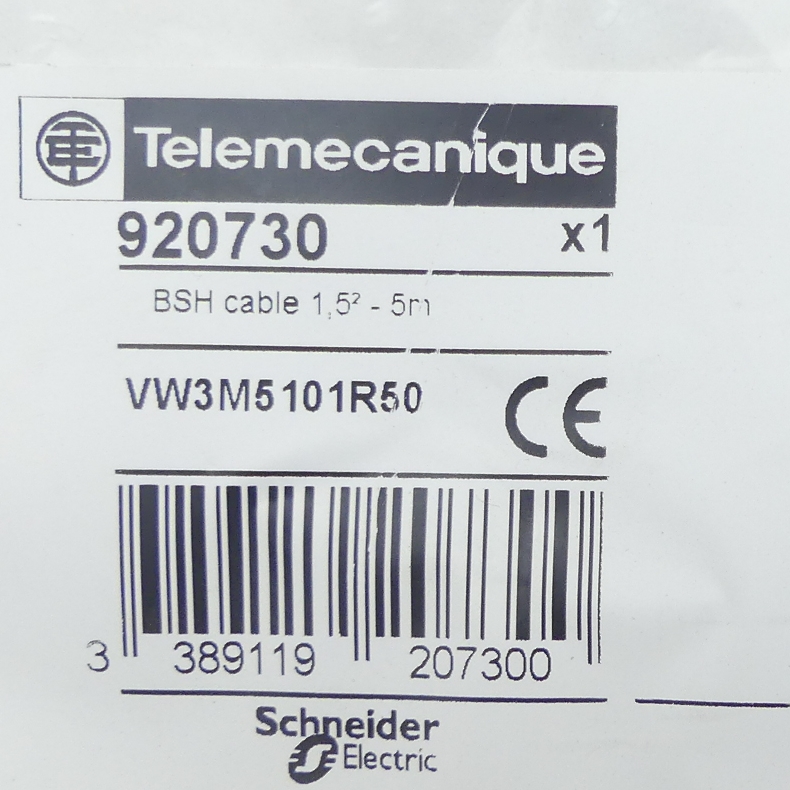 Telemecanique
920730 x1
BSH cable 1,5² - 5m
VW3M5101R50
CE
3 389119 207300
Schneider
Electric